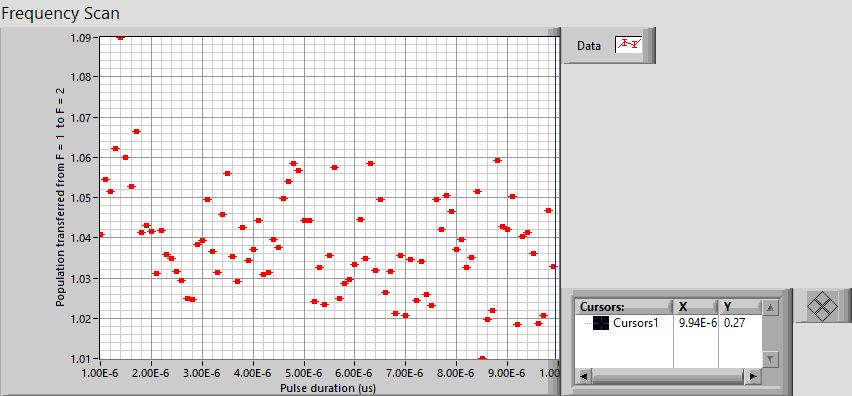 Frequency Scan
Population transferred from F = 1 to F = 2
1.09
1.08
1.07
1.06
1.05
1.04
1.03
1.02
1.01
1.00E-6 2.00E-6 3.00E-6 4.00E-6 5.00E-6 6.00E-6 7.00E-6 8.00E-6 9.00E-6 1.00
Pulse duration (us)
Data
Cursors: X Y
Cursors1 9.94E-6 0.27